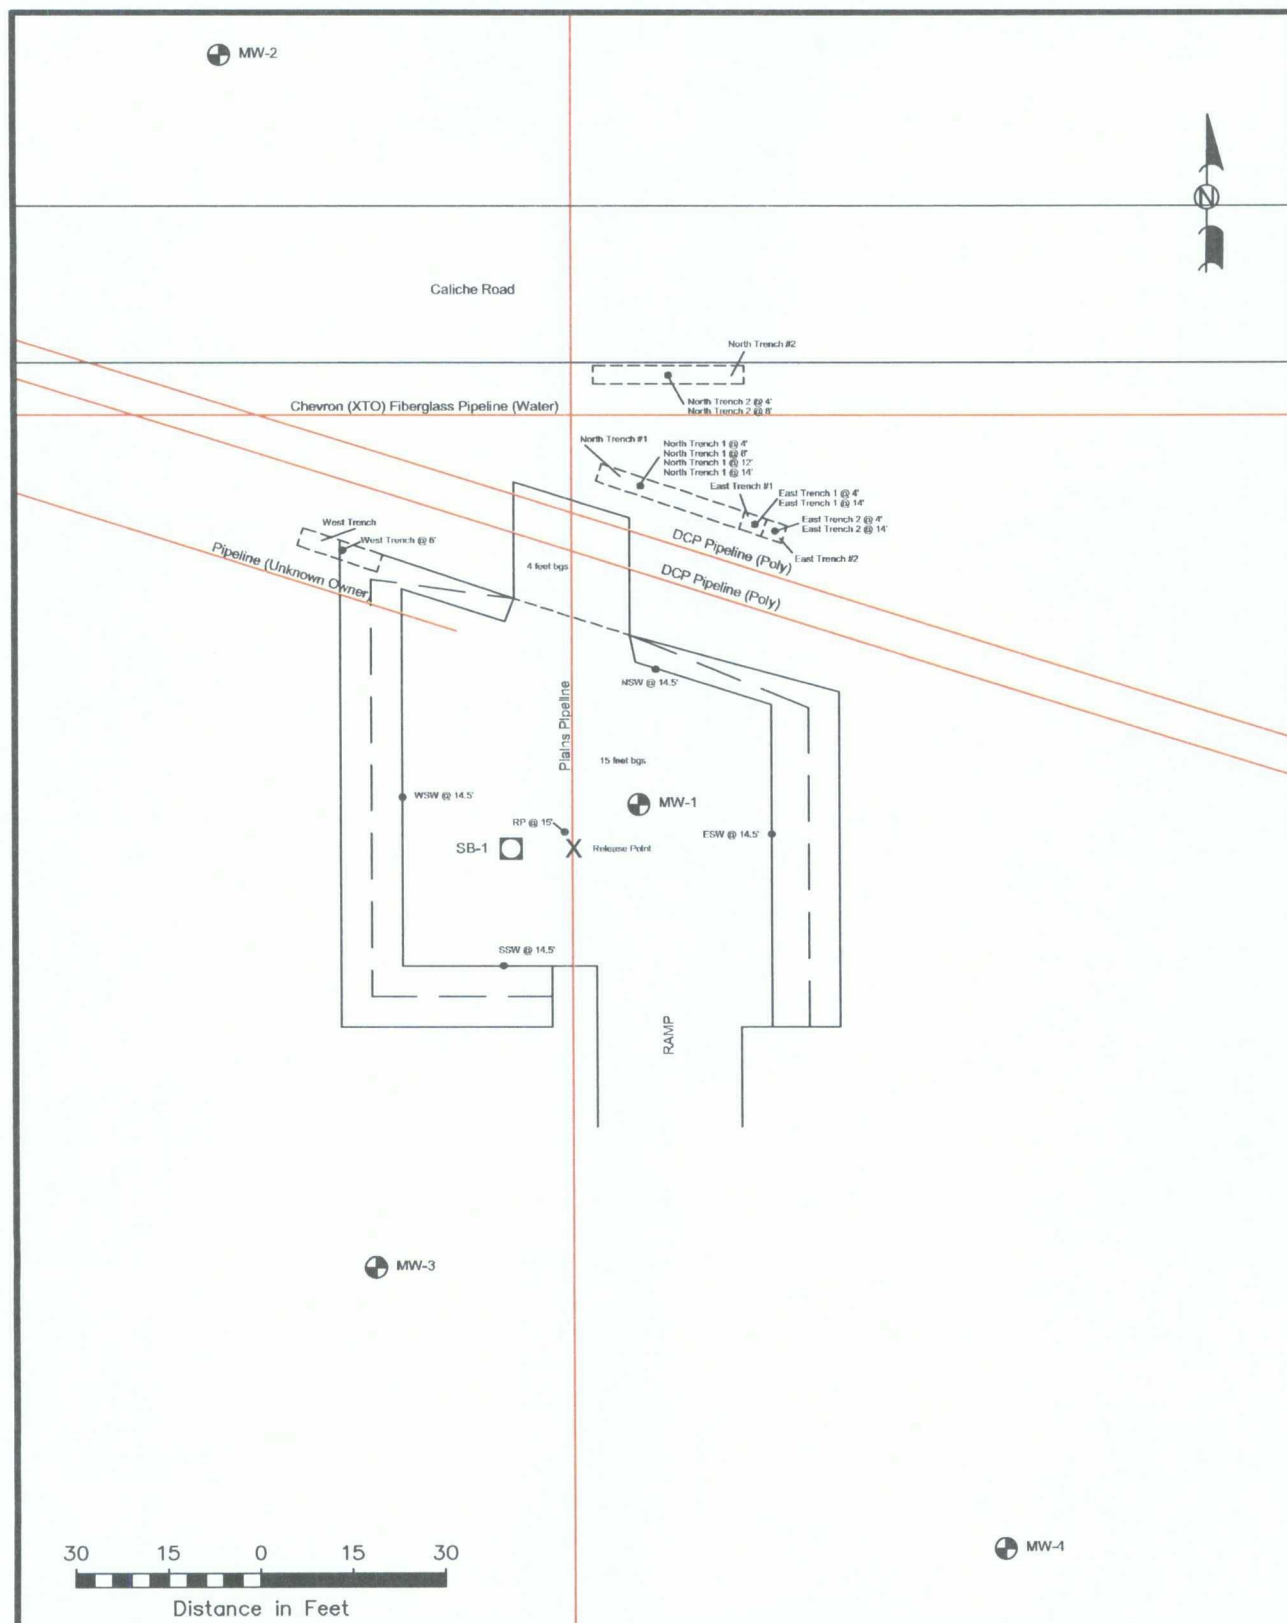 MW-2
N
Caliche Road
North Trench #2
North Trench 2 @ 4'
North Trench 2 @ 8'
Chevron (XTO) Fiberglass Pipeline (Water)
North Trench #1
North Trench 1 @ 4'
North Trench 1 @ 8'
North Trench 1 @ 12'
North Trench 1 @ 14'
East Trench #1
East Trench 1 @ 4'
East Trench 1 @ 14'
East Trench 2 @ 4'
East Trench 2 @ 14'
East Trench #2
West Trench
West Trench @ 6'
DCP Pipeline (Poly)
DCP Pipeline (Poly)
Pipeline (Unknown Owner)
4 feet bgs
NSW @ 14.5'
Plains Pipeline
15 feet bgs
WSW @ 14.5'
MW-1
RP @ 15'
ESW @ 14.5'
SB-1
X
Release Point
SSW @ 14.5'
RAMP
MW-3
MW-4
30 15 0 15 30
Distance in Feet